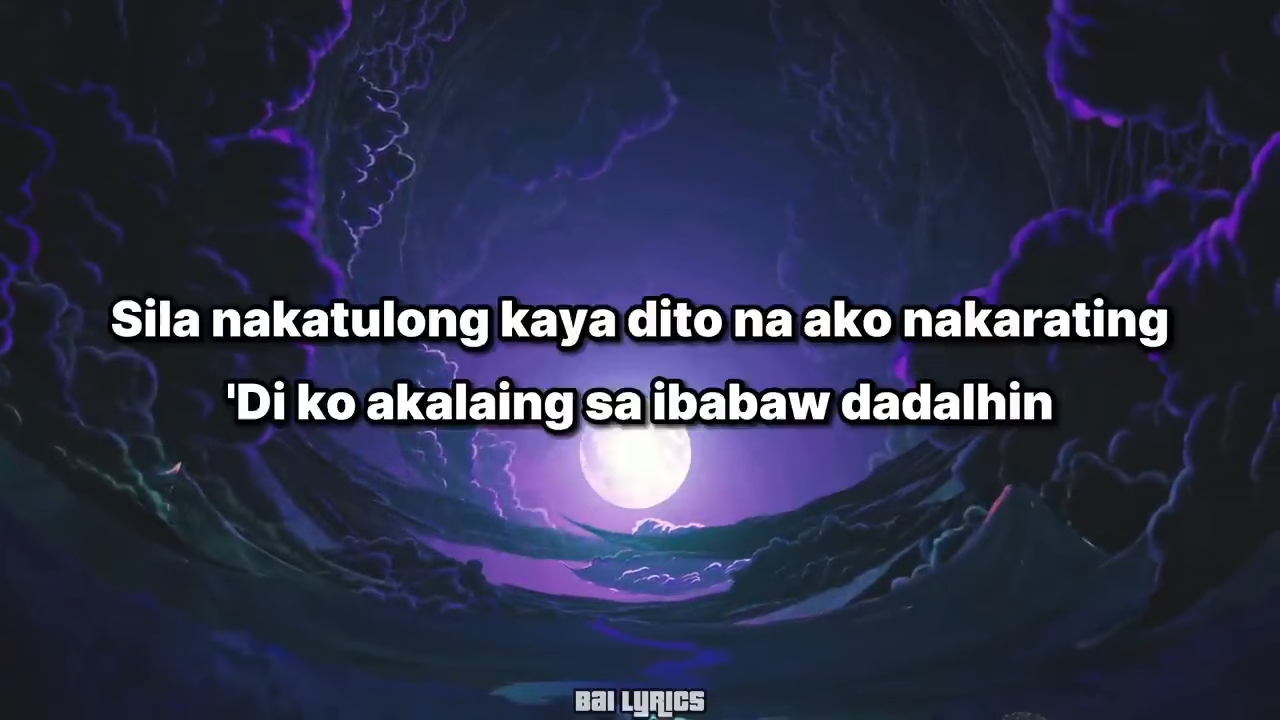 Sila nakatulong kaya dito na ako nakarating
'Di ko akalaing sa ibabaw dadalhin
BAI LYRICS